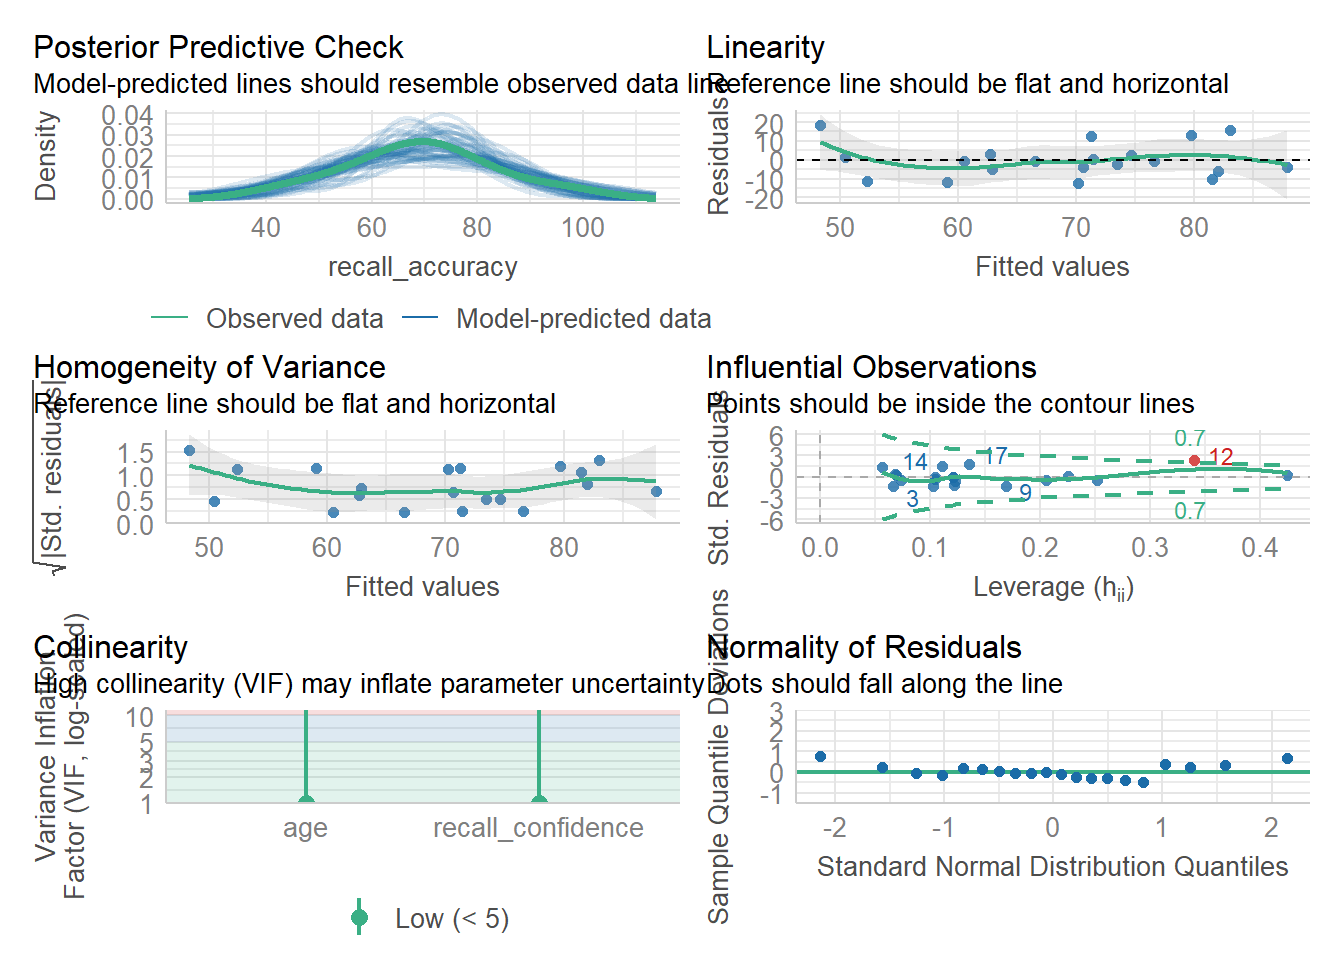 Posterior Predictive Check
Model-predicted lines should resemble observed data line
Density
0.04
0.03
0.02
0.01
0.00
40 60 80 100
recall_accuracy
Observed data Model-predicted data
Linearity
Reference line should be flat and horizontal
Residuals
20
10
0
-10
-20
50 60 70 80
Fitted values
Homogeneity of Variance
Reference line should be flat and horizontal
√|Std. residuals|
1.5
1.0
0.5
0.0
50 60 70 80
Fitted values
Influential Observations
Points should be inside the contour lines
Std. Residuals
6
3
0
-3
-6
0.7
14
17
12
3
9
0.7
0.0 0.1 0.2 0.3 0.4
Leverage (hii)
Collinearity
High collinearity (VIF) may inflate parameter uncertainty
Variance Inflation
Factor (VIF, log-scaled)
10
5
3
2
1
age recall_confidence
Low (< 5)
Normality of Residuals
Dots should fall along the line
Sample Quantile Deviations
3
2
1
0
-1
-2 -1 0 1 2
Standard Normal Distribution Quantiles